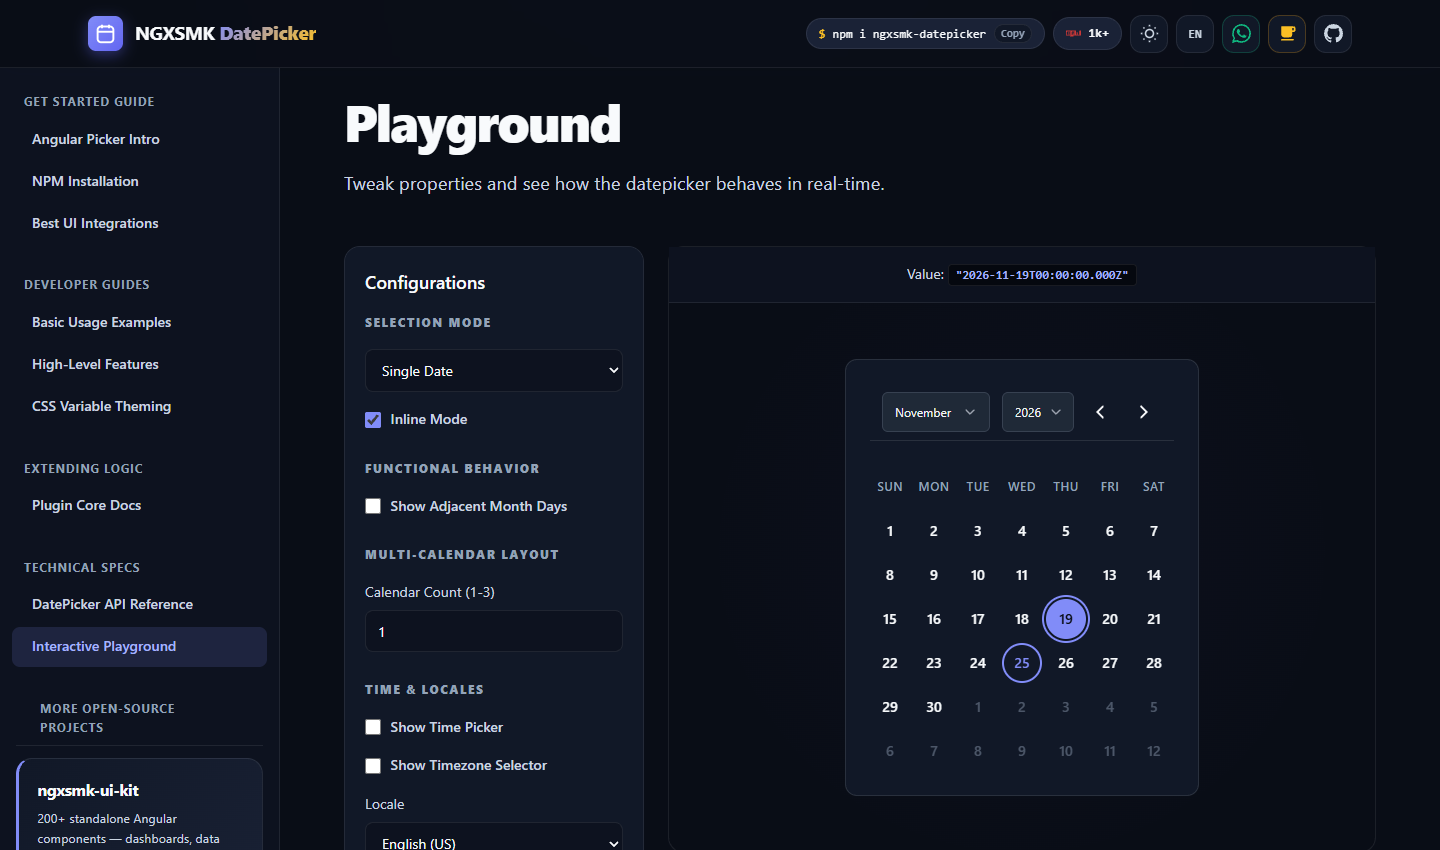 NGXSMK DatePicker
$ npm i ngxsmk-datepicker Copy
npm 1k+
EN
GET STARTED GUIDE
Angular Picker Intro
NPM Installation
Best UI Integrations
DEVELOPER GUIDES
Basic Usage Examples
High-Level Features
CSS Variable Theming
EXTENDING LOGIC
Plugin Core Docs
TECHNICAL SPECS
DatePicker API Reference
Interactive Playground
MORE OPEN-SOURCE
PROJECTS
ngxsmk-ui-kit
200+ standalone Angular
components — dashboards, data
Playground
Tweak properties and see how the datepicker behaves in real-time.
Configurations
SELECTION MODE
Single Date
Inline Mode
FUNCTIONAL BEHAVIOR
Show Adjacent Month Days
MULTI-CALENDAR LAYOUT
Calendar Count (1-3)
1
TIME & LOCALES
Show Time Picker
Show Timezone Selector
Locale
English (US)
Value: "2026-11-19T00:00:00.000Z"
November 2026
SUN MON TUE WED THU FRI SAT
1 2 3 4 5 6 7
8 9 10 11 12 13 14
15 16 17 18 19 20 21
22 23 24 25 26 27 28
29 30 1 2 3 4 5
6 7 8 9 10 11 12